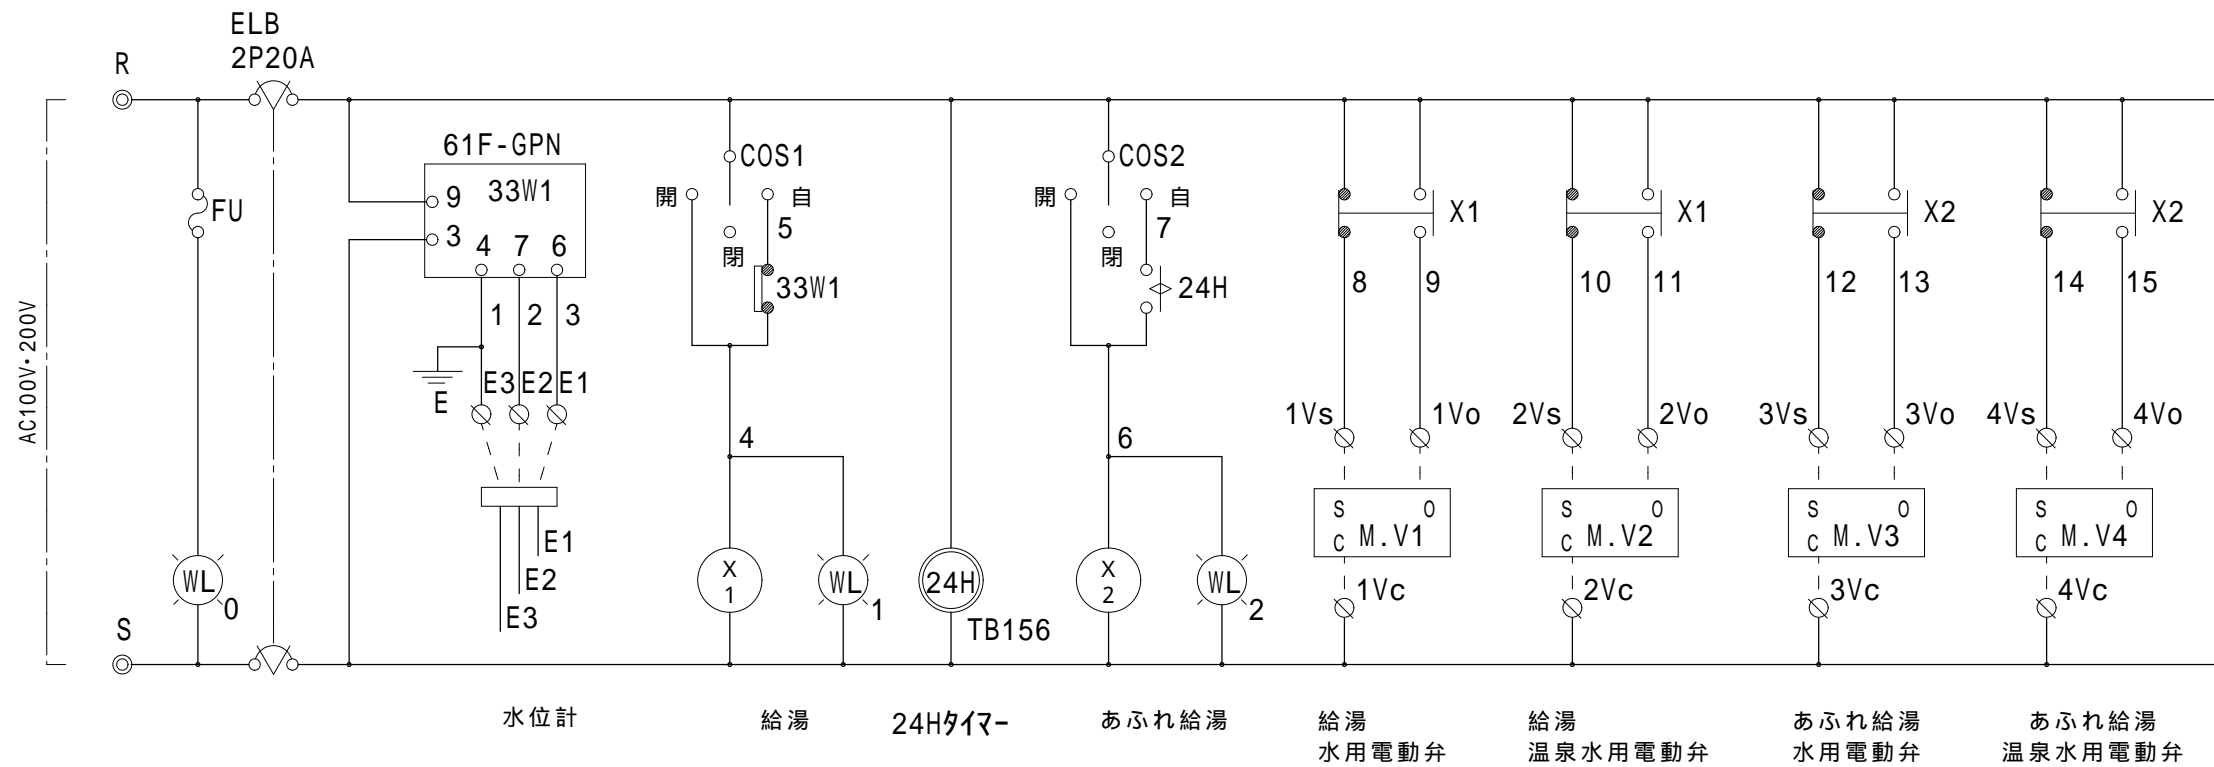 ELB
2P20A
R
61F-GPN
33W1
9
3
4 7 6
FU
1 2 3
E3 E2 E1
E
E1
E2
E3
AC100V・200V
WL
0
S
COS1
開 自
5
閉
33W1
4
X
1
WL
1
24H
TB156
COS2
開 自
7
閉
24H
6
X
2
WL
2
X1
8 9
1Vs 1Vo
S O
C M.V1
1Vc
X1
10 11
2Vs 2Vo
S O
C M.V2
2Vc
X2
12 13
3Vs 3Vo
S O
C M.V3
3Vc
X2
14 15
4Vs 4Vo
S O
C M.V4
4Vc
水位計
給湯
24Hタイマー
あふれ給湯
給湯
水用電動弁
給湯
温泉水用電動弁
あふれ給湯
水用電動弁
あふれ給湯
温泉水用電動弁